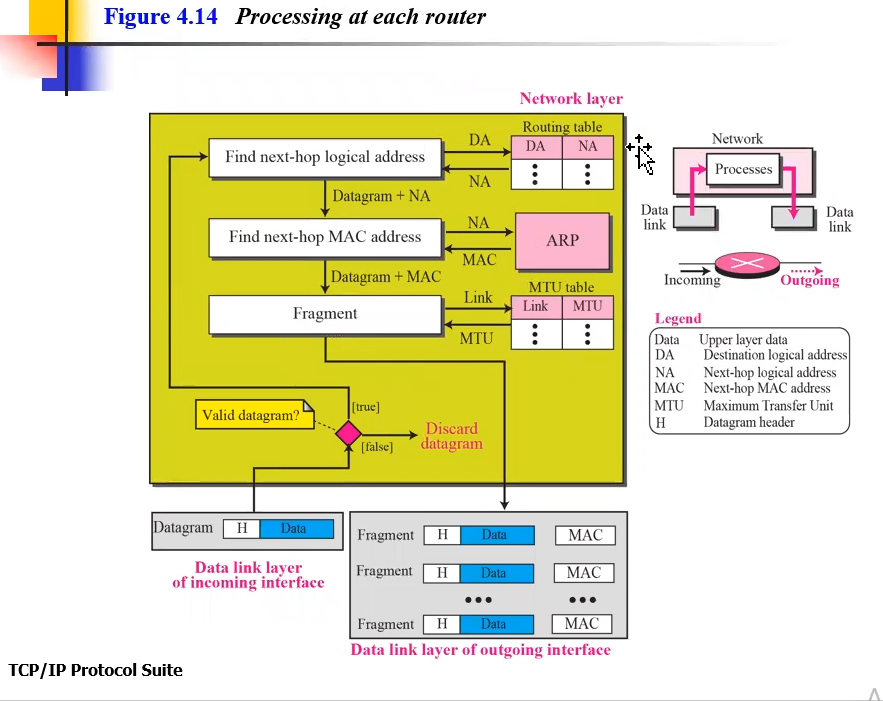 Figure 4.14 Processing at each router
Network layer
Routing table
DA NA
Find next-hop logical address
DA
NA
Datagram + NA
Find next-hop MAC address
NA
MAC
ARP
Datagram + MAC
MTU table
Link MTU
Fragment
Link
MTU
Valid datagram?
[true]
[false]
Discard
datagram
Datagram H Data
Data link layer
of incoming interface
Fragment H Data MAC
Fragment H Data MAC
Fragment H Data MAC
Data link layer of outgoing interface
Network
Processes
Data
link
Data
link
Incoming
Outgoing
Legend
Data Upper layer data
DA Destination logical address
NA Next-hop logical address
MAC Next-hop MAC address
MTU Maximum Transfer Unit
H Datagram header
TCP/IP Protocol Suite